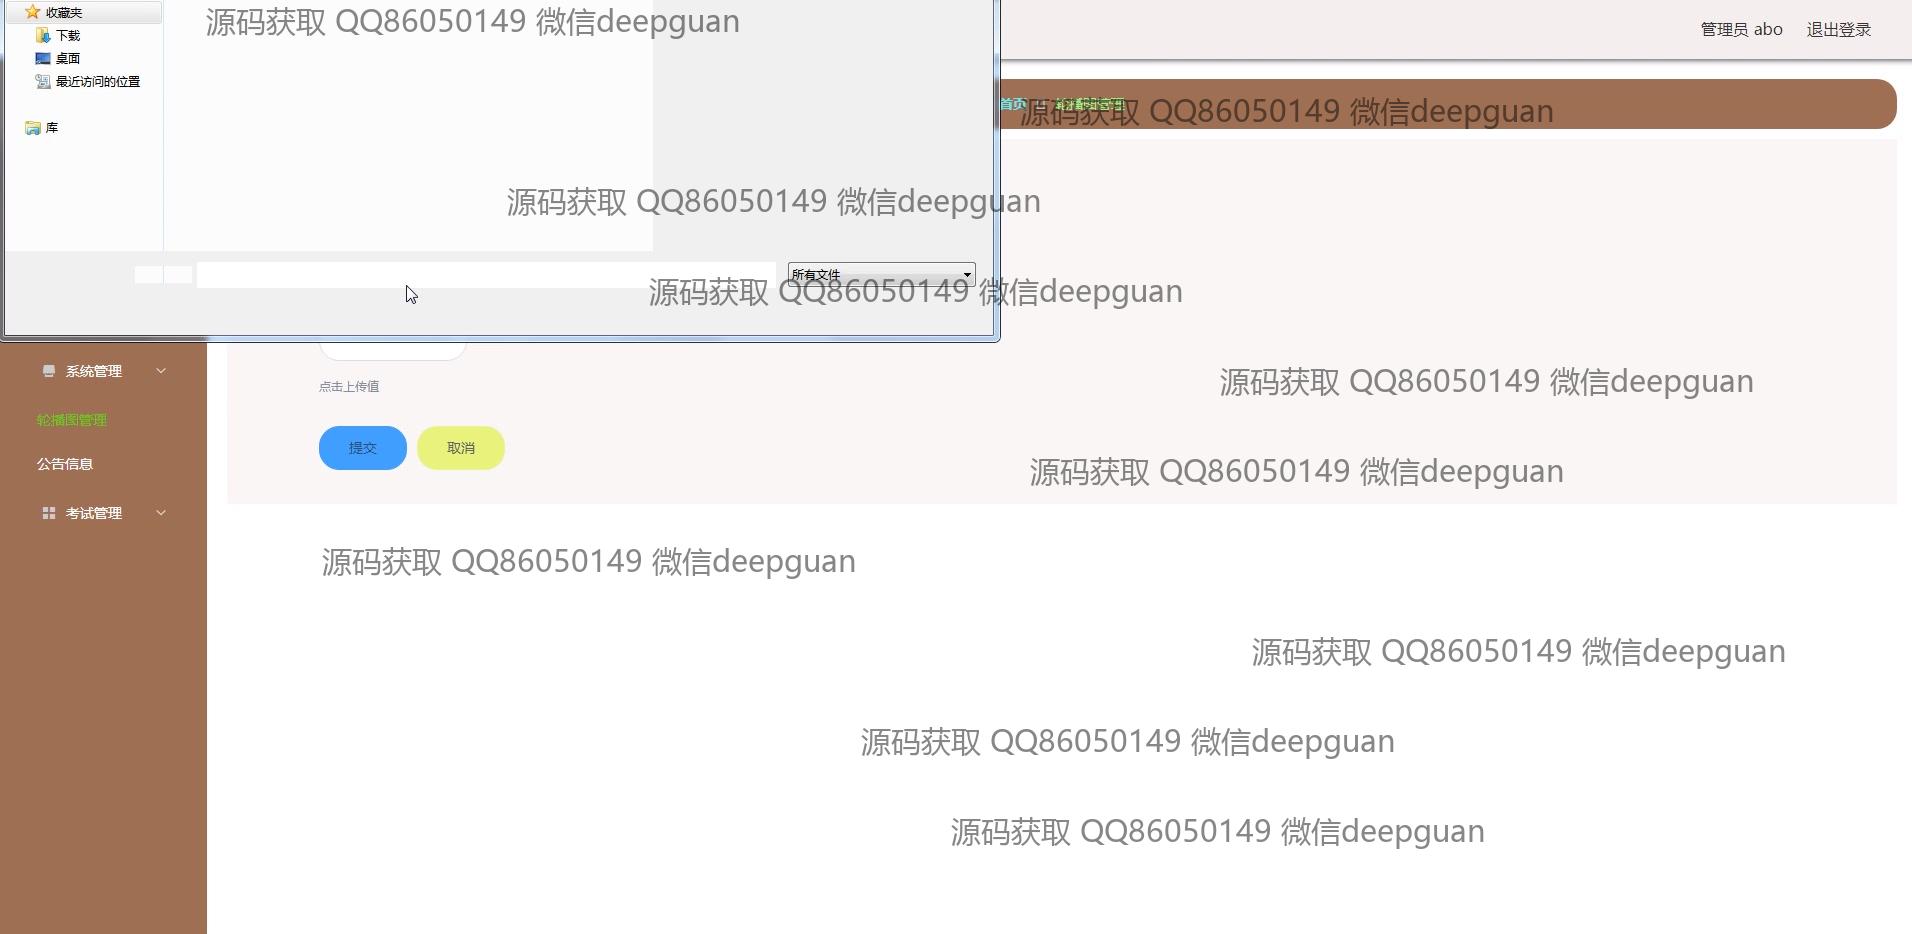 收藏夹
源码获取 QQ86050149 微信deepguan
管理员 abo
退出登录
下载
桌面
最近访问的位置
首页
轮播图管理
源码获取 QQ86050149 微信deepguan
库
源码获取 QQ86050149 微信deepguan
所有文件
源码获取 QQ86050149 微信deepguan
系统管理
点击上传值
源码获取 QQ86050149 微信deepguan
轮播图管理
提交
取消
公告信息
源码获取 QQ86050149 微信deepguan
考试管理
源码获取 QQ86050149 微信deepguan
源码获取 QQ86050149 微信deepguan
源码获取 QQ86050149 微信deepguan
源码获取 QQ86050149 微信deepguan